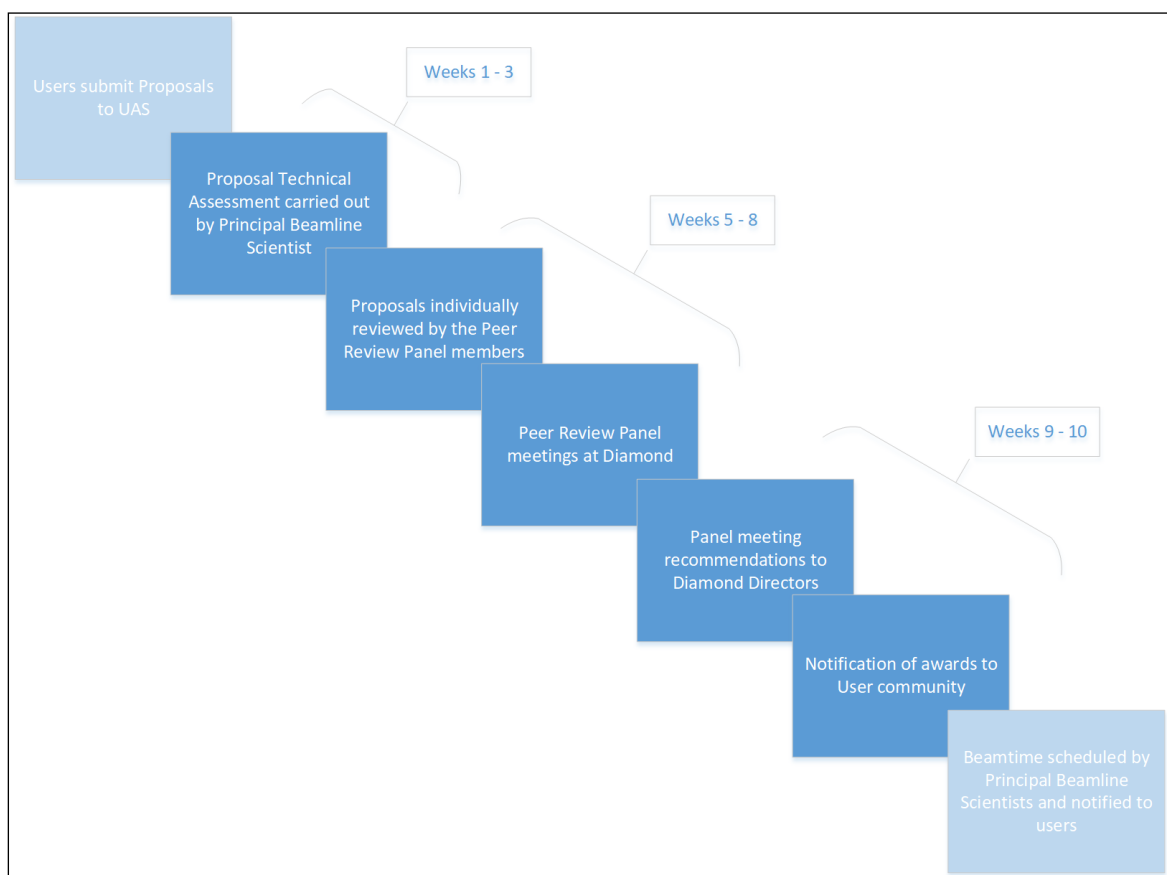 Users submit Proposals
to UAS
Weeks 1 - 3
Proposal Technical
Assessment carried out
by Principal Beamline
Scientist
Weeks 5 - 8
Proposals individually
reviewed by the Peer
Review Panel members
Peer Review Panel
meetings at Diamond
Weeks 9 - 10
Panel meeting
recommendations to
Diamond Directors
Notification of awards to
User community
Beamtime scheduled by
Principal Beamline
Scientists and notified to
users